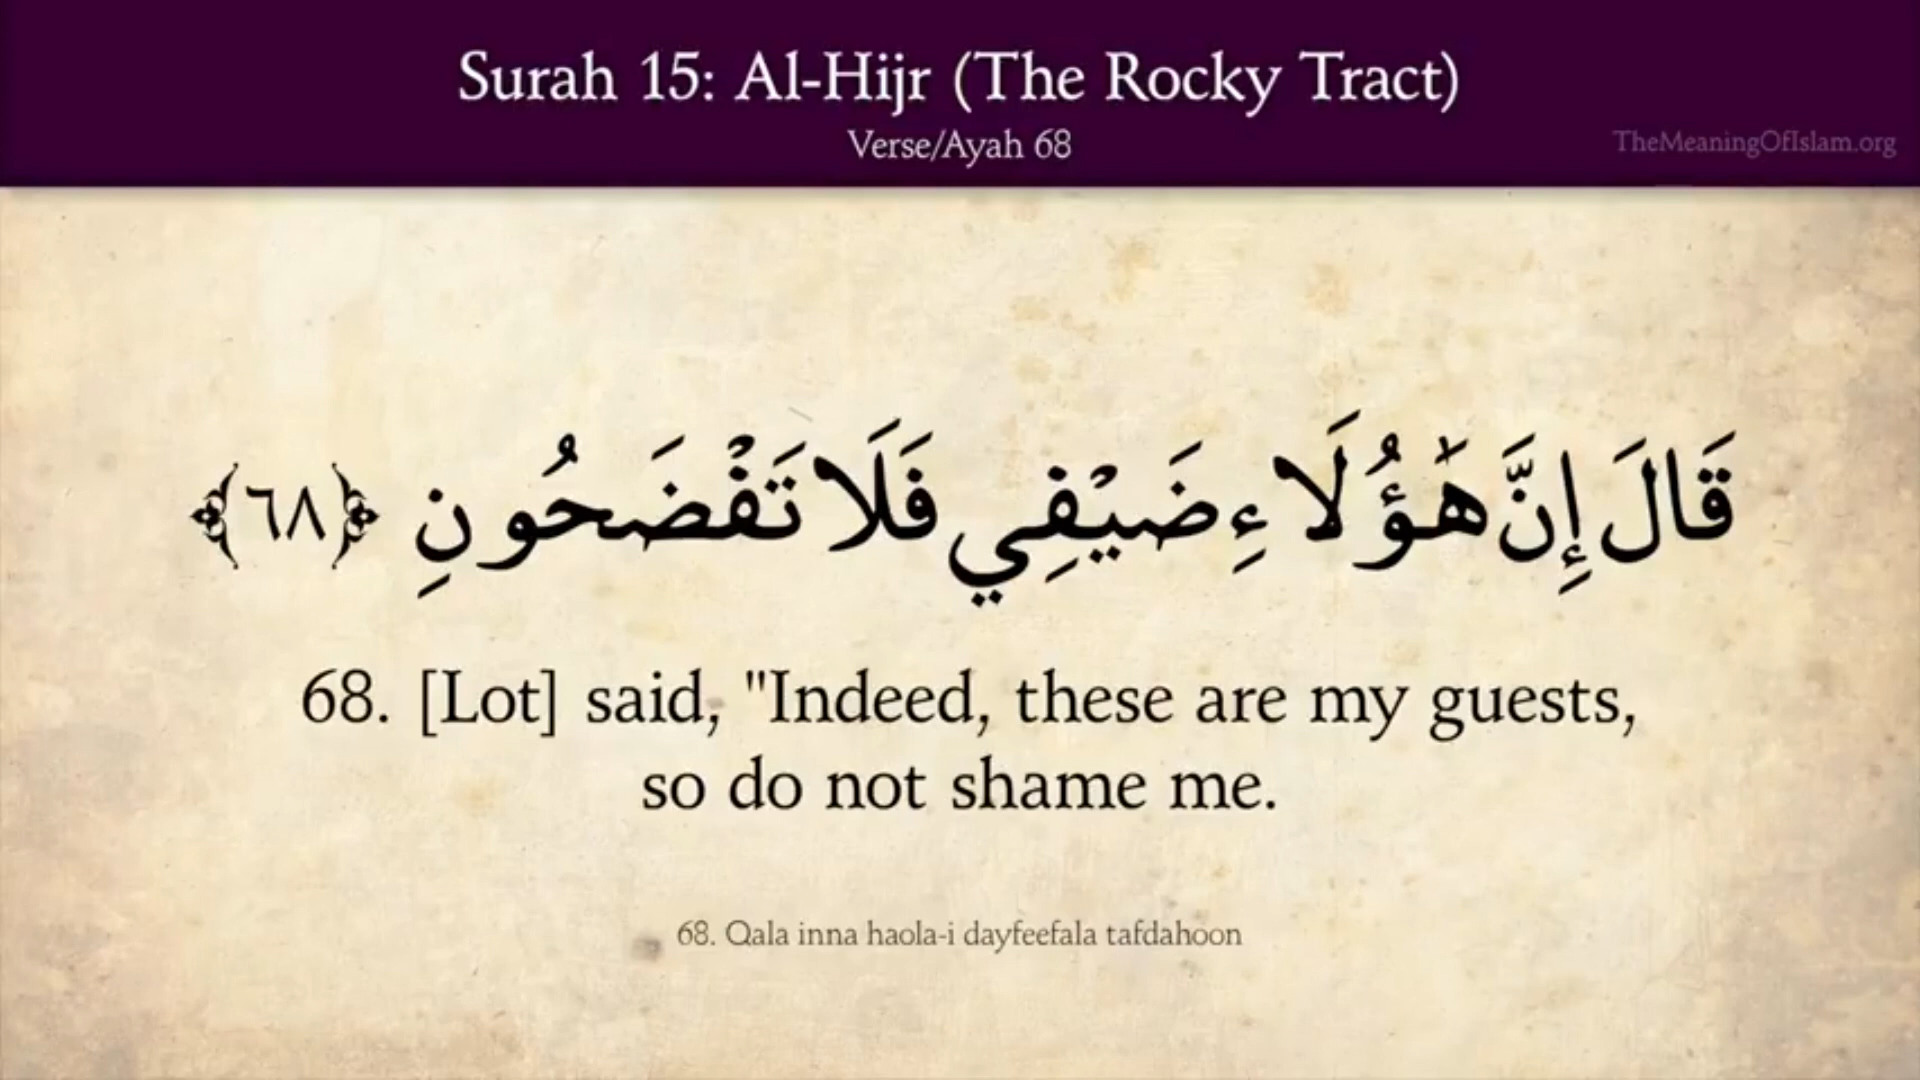 Surah 15: Al-Hijr (The Rocky Tract)
Verse/Ayah 68
TheMeaningOfIslam.org
قَالَ إِنَّ هَٰؤُلَاءِ ضَيْفِي فَلَا تَفْضَحُونِ ﴿٦٨﴾
68. [Lot] said, "Indeed, these are my guests,
so do not shame me.
68. Qala inna haola-i dayfeefala tafdahoon